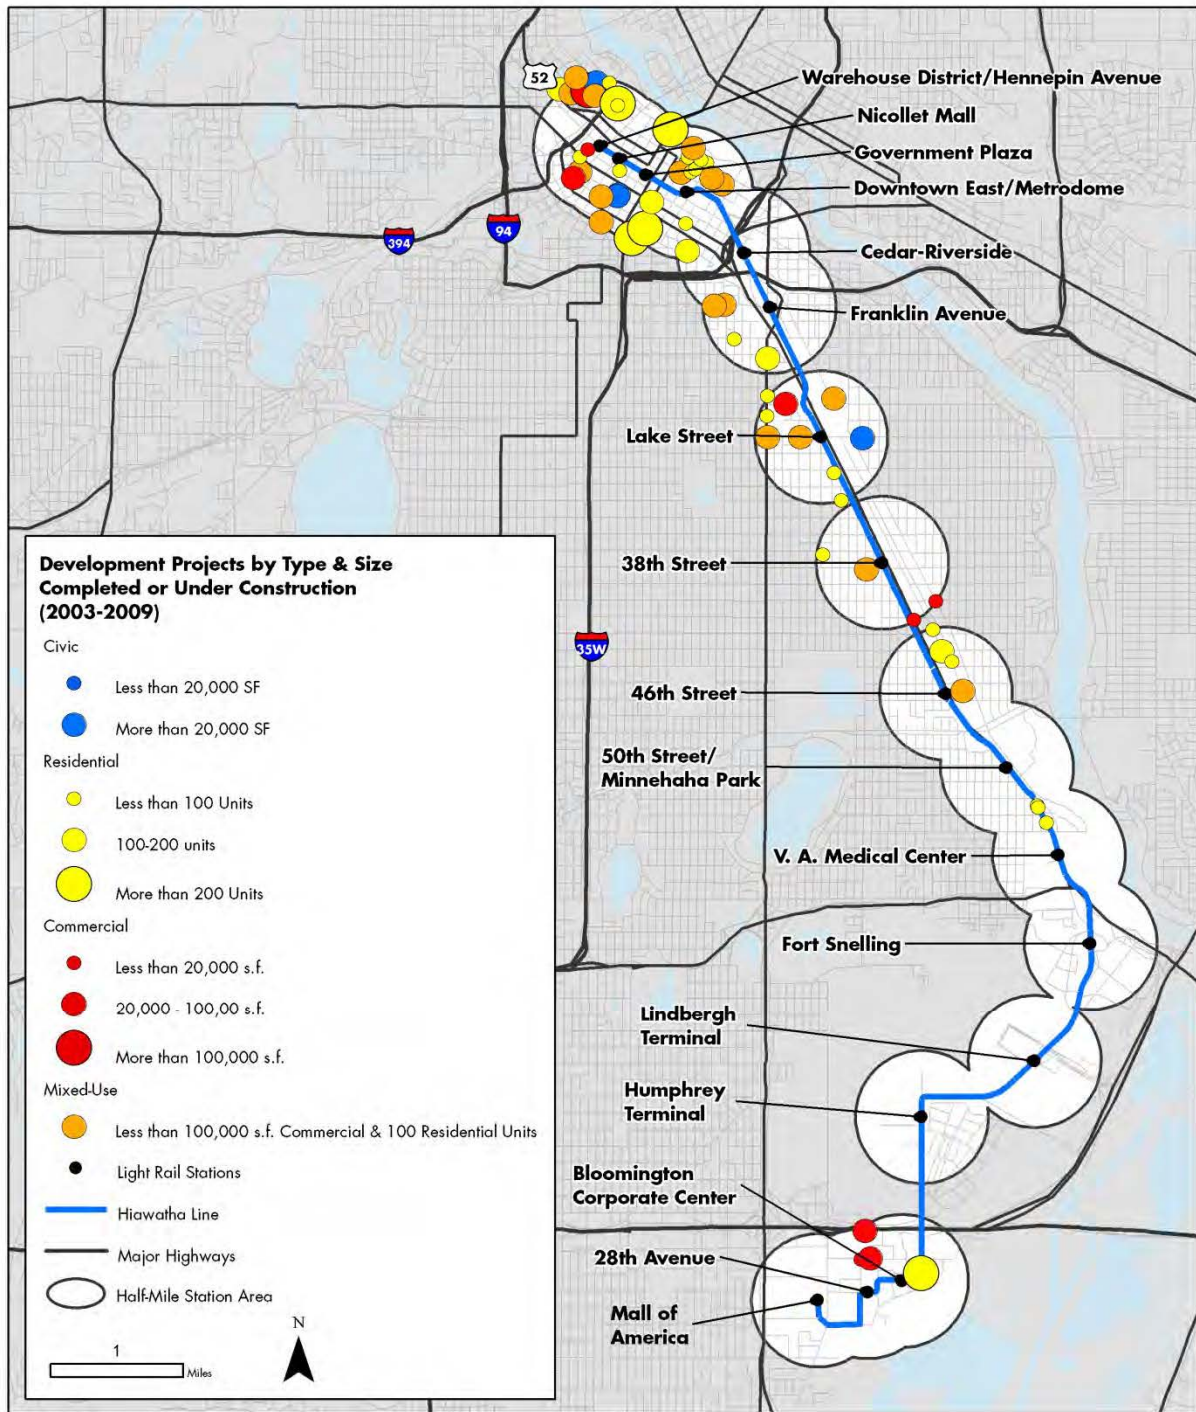 52
Warehouse District/Hennepin Avenue
Nicollet Mall
Government Plaza
Downtown East/Metrodome
394
94
Cedar-Riverside
Franklin Avenue
Lake Street
38th Street
35W
46th Street
50th Street/
Minnehaha Park
V. A. Medical Center
Fort Snelling
Lindbergh
Terminal
Humphrey
Terminal
Bloomington
Corporate Center
28th Avenue
Mall of
America
Development Projects by Type & Size
Completed or Under Construction
(2003-2009)
Civic
Less than 20,000 SF
More than 20,000 SF
Residential
Less than 100 Units
100-200 units
More than 200 Units
Commercial
Less than 20,000 s.f.
20,000 - 100,00 s.f.
More than 100,000 s.f.
Mixed-Use
Less than 100,000 s.f. Commercial & 100 Residential Units
Light Rail Stations
Hiawatha Line
Major Highways
Half-Mile Station Area
N
1
Miles